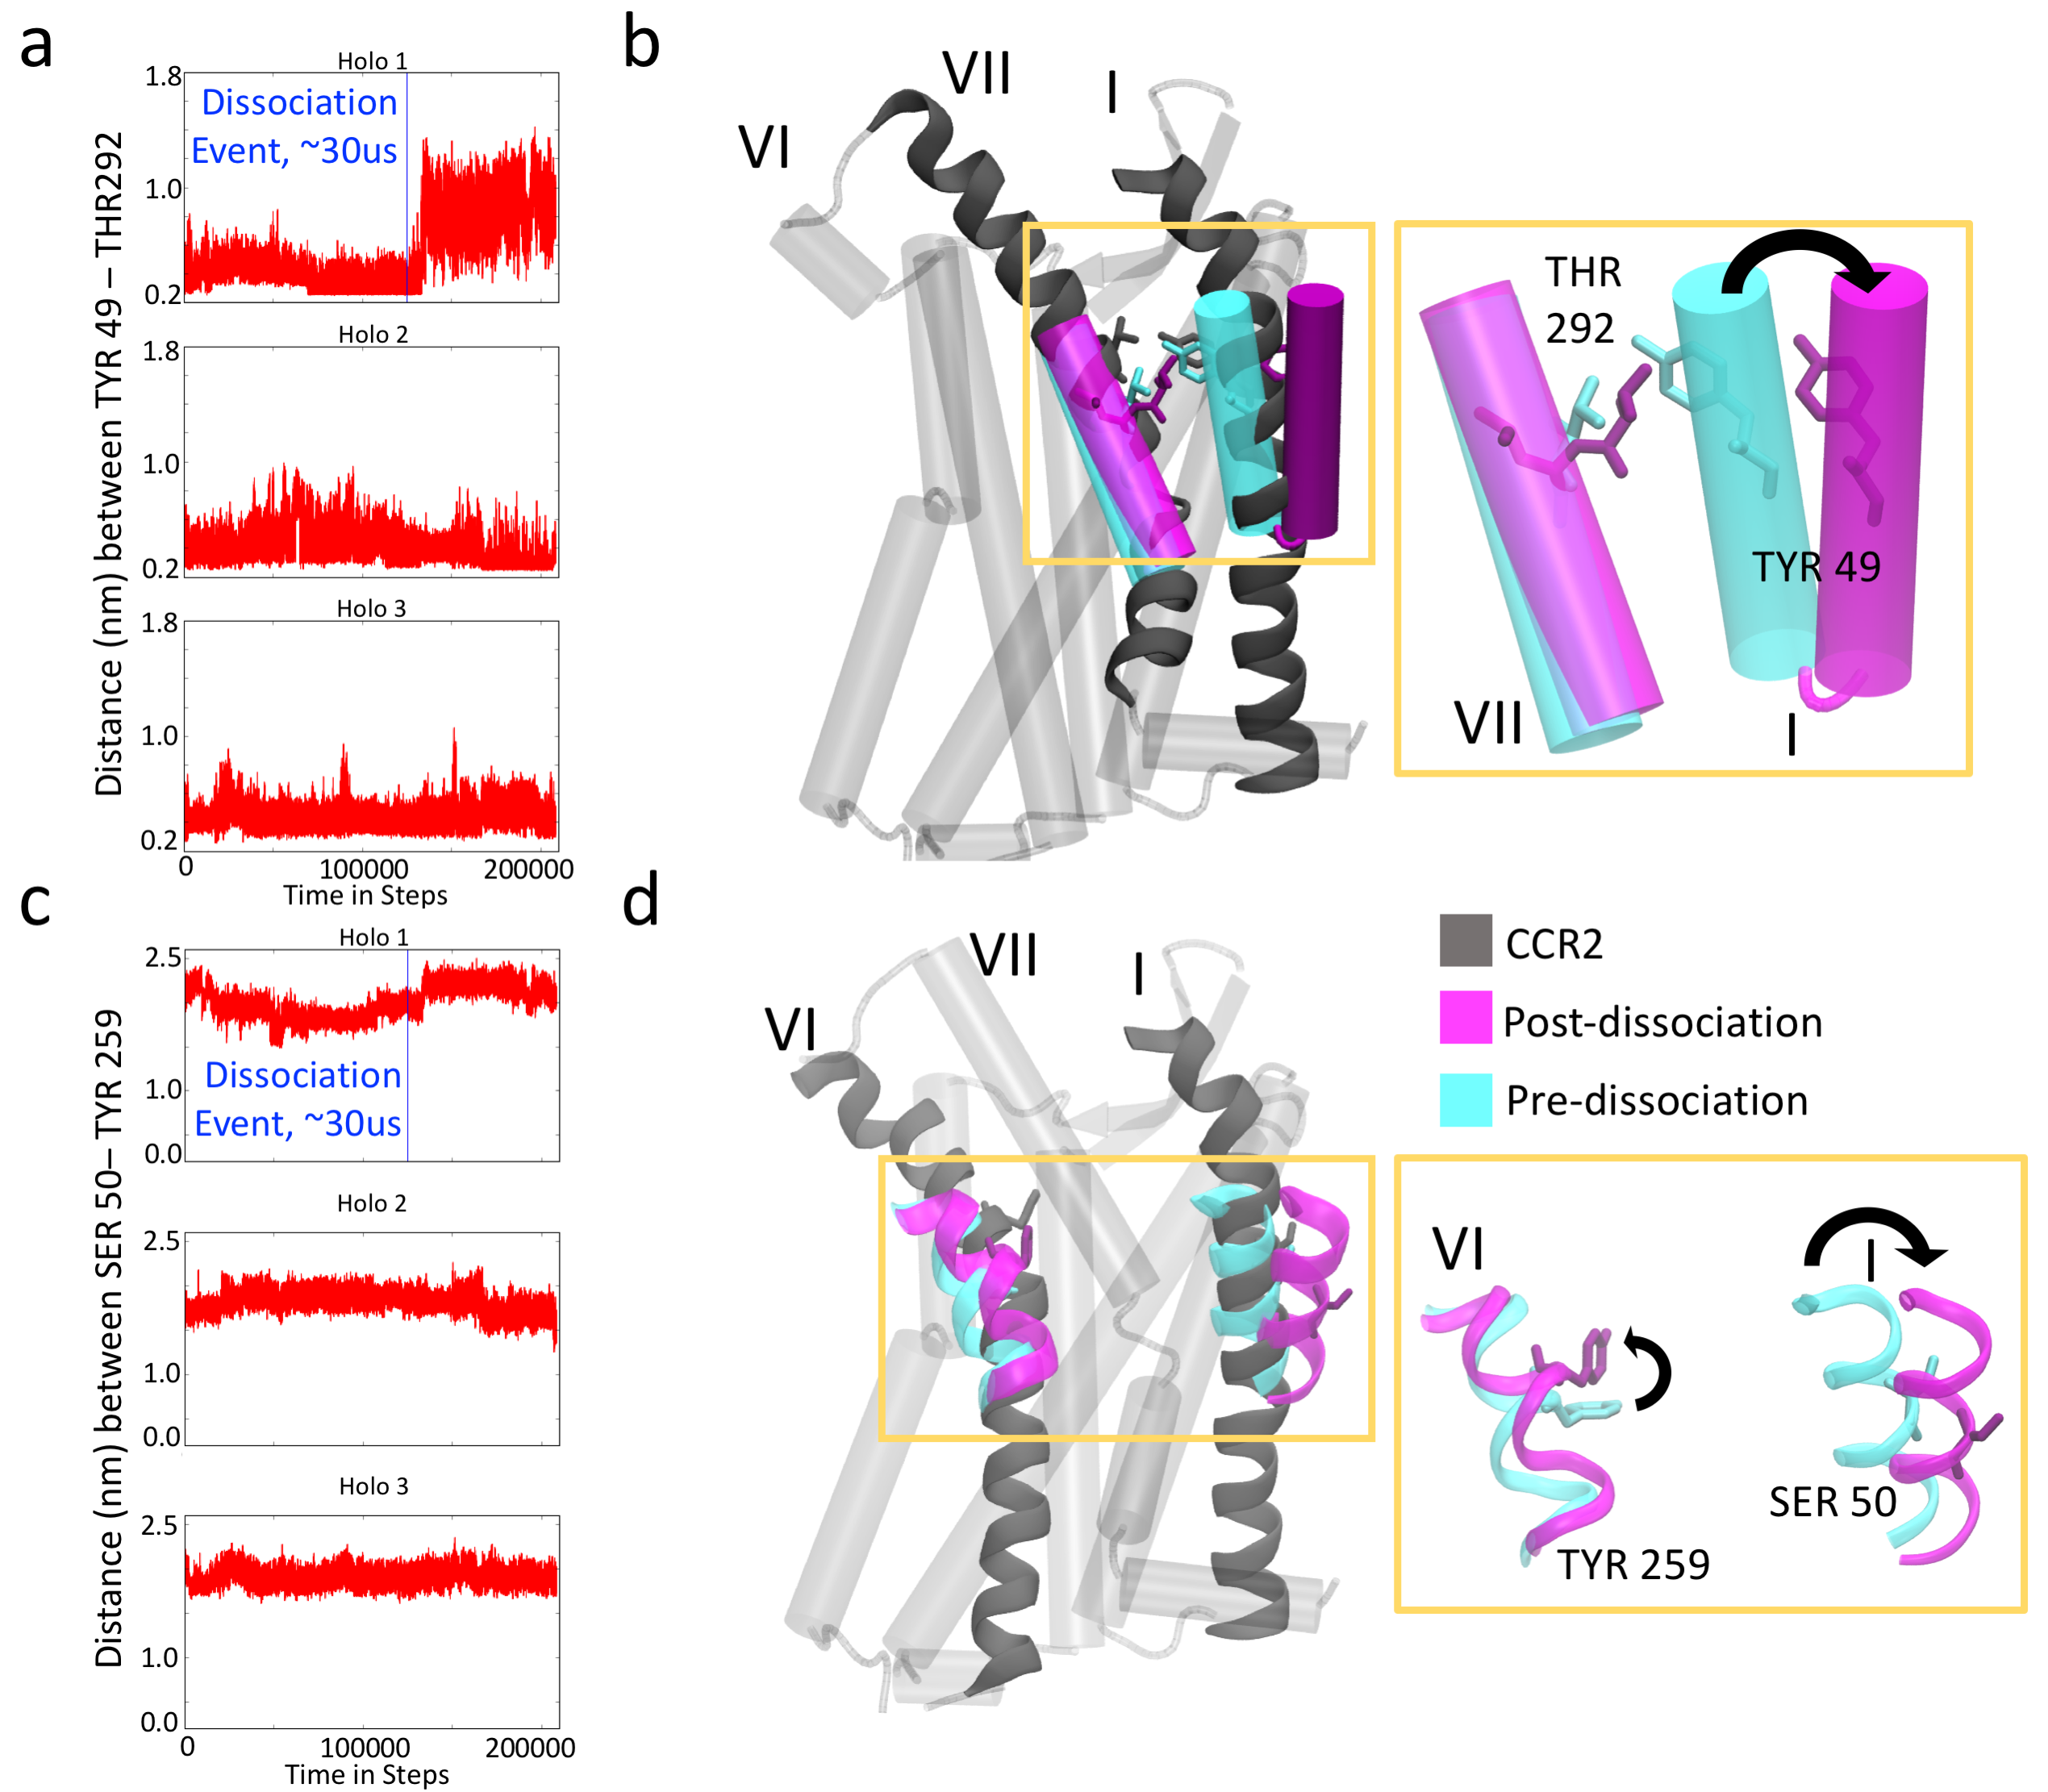 a
Distance (nm) between TYR 49 – THR292
Holo 1
1.8
1.0
0.2
Dissociation
Event, ~30us
Holo 2
1.8
1.0
0.2
Holo 3
1.8
1.0
0.2
0 100000 200000
Time in Steps
b
VI
VII
I
THR
292
TYR 49
VII
I
c
Distance (nm) between SER 50– TYR 259
Holo 1
2.5
1.0
0.0
Dissociation
Event, ~30us
Holo 2
2.5
1.0
0.0
Holo 3
2.5
1.0
0.0
0 100000 200000
Time in Steps
d
VI
VII
I
CCR2
Post-dissociation
Pre-dissociation
VI
I
SER 50
TYR 259